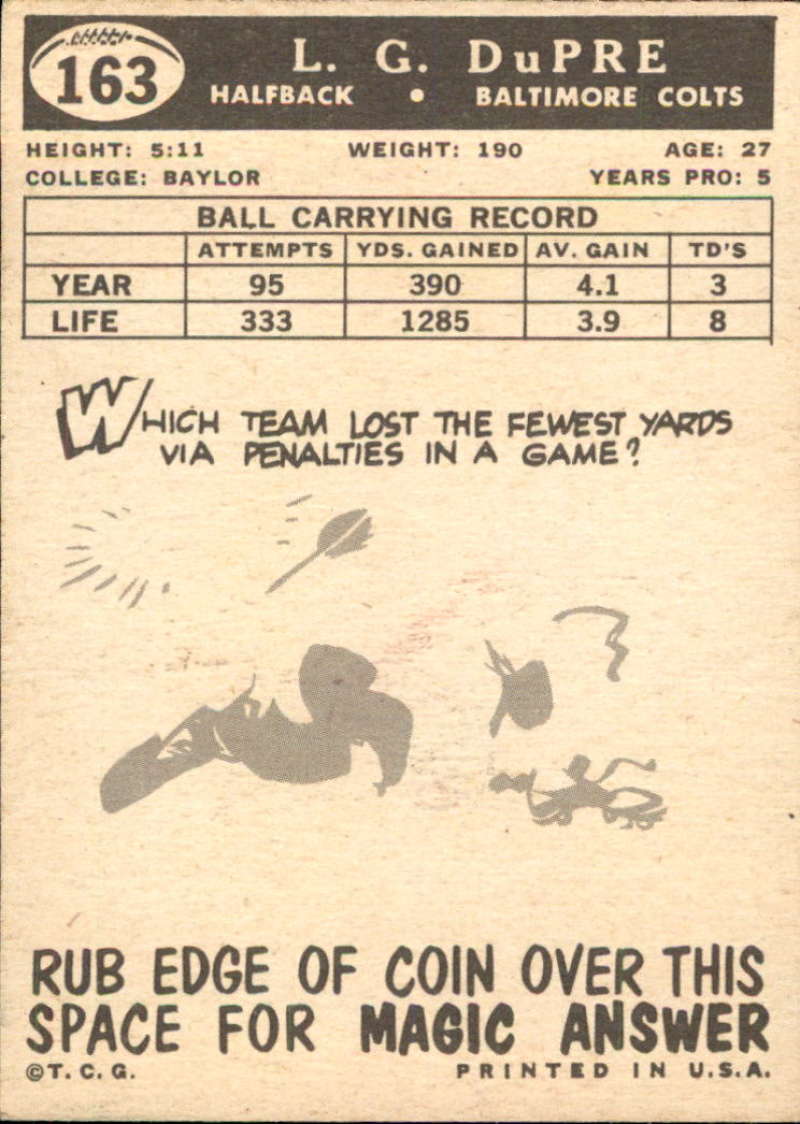 163
L. G. DuPRE
HALFBACK • BALTIMORE COLTS
HEIGHT: 5:11 WEIGHT: 190 AGE: 27
COLLEGE: BAYLOR YEARS PRO: 5
BALL CARRYING RECORD
ATTEMPTS YDS. GAINED AV. GAIN TD'S
YEAR 95 390 4.1 3
LIFE 333 1285 3.9 8
WHICH TEAM LOST THE FEWEST YARDS
VIA PENALTIES IN A GAME?
RUB EDGE OF COIN OVER THIS
SPACE FOR MAGIC ANSWER
©T. C. G. PRINTED IN U.S.A.